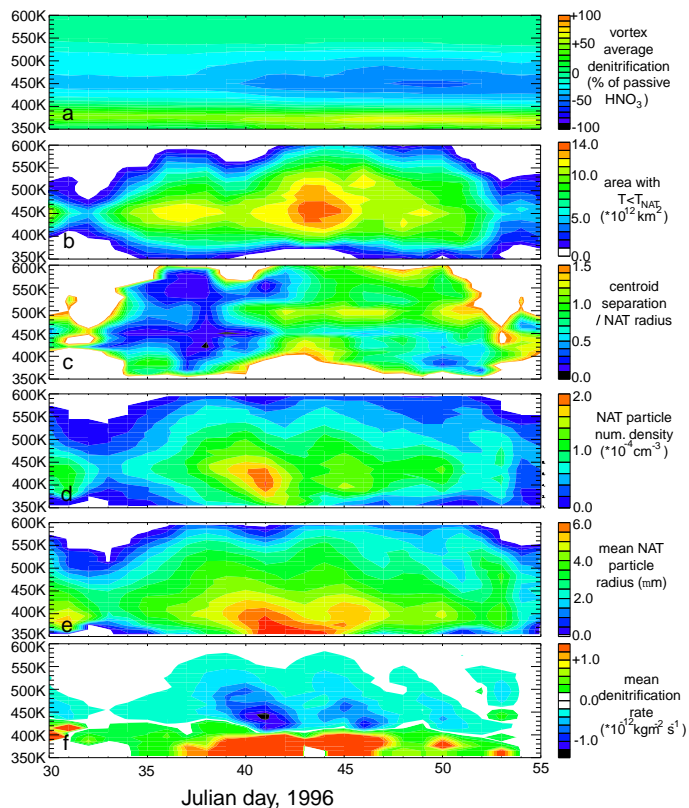 600K
550K
500K
450K
400K
350K
a
+100
+50
0
-50
-100
vortex
average
denitrification
(% of passive
HNO3)
600K
550K
500K
450K
400K
350K
b
14.0
10.0
5.0
0.0
area with
T<TNAT
(*10^12 km^2)
600K
550K
500K
450K
400K
350K
c
1.5
1.0
0.5
0.0
centroid
separation
/ NAT radius
600K
550K
500K
450K
400K
350K
d
2.0
1.0
0.0
NAT particle
num. density
(*10^-4 cm^-3)
600K
550K
500K
450K
400K
350K
e
6.0
4.0
2.0
0.0
mean NAT
particle
radius (mm)
600K
550K
500K
450K
400K
350K
f
+1.0
0.0
-1.0
mean
denitrification
rate
(*10^12 kgm^-2 s^-1)
30 35 40 45 50 55
Julian day, 1996